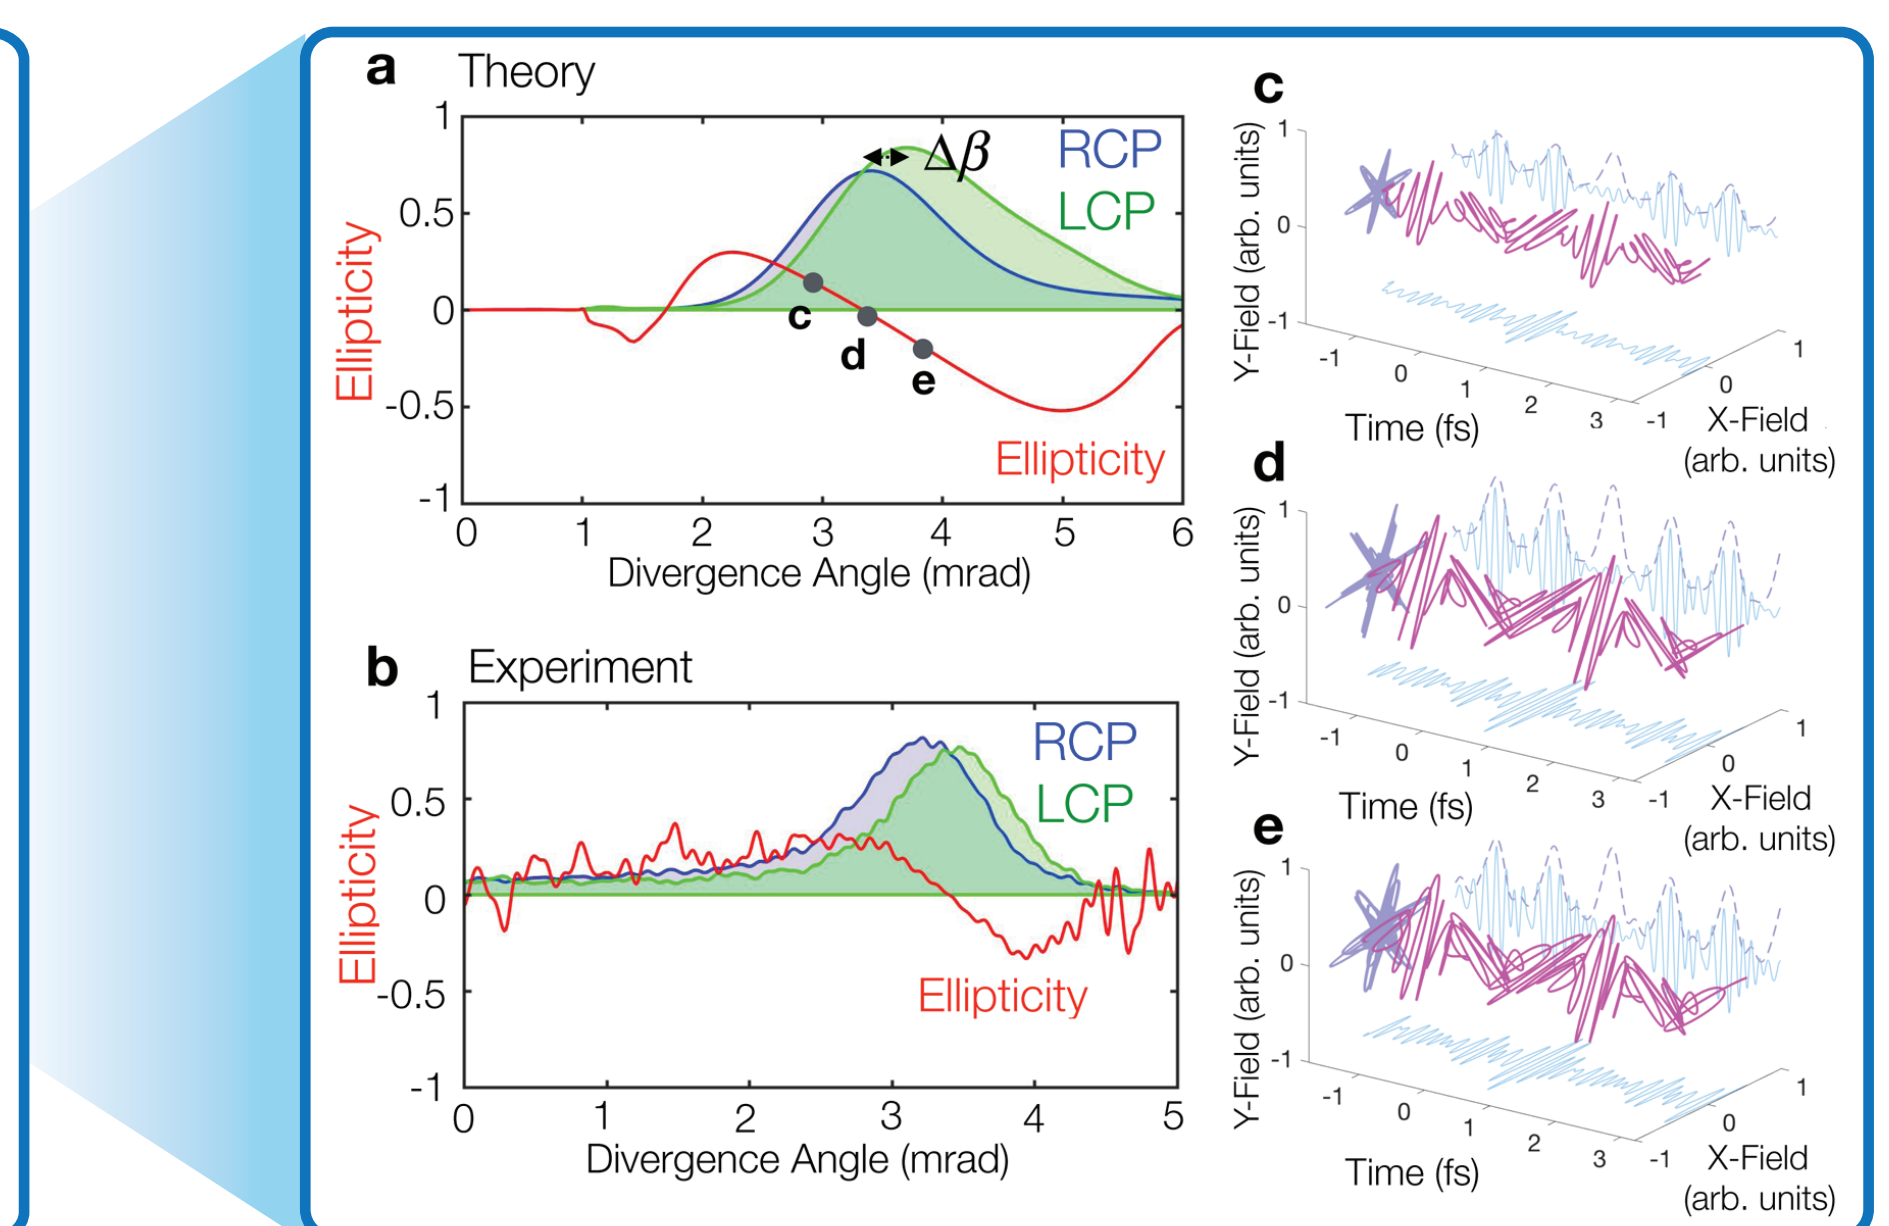 a Theory
1
0.5
0
-0.5
-1
Ellipticity
Δβ
RCP
LCP
c
d
e
Ellipticity
0 1 2 3 4 5 6
Divergence Angle (mrad)
b Experiment
1
0.5
0
-0.5
-1
Ellipticity
RCP
LCP
Ellipticity
0 1 2 3 4 5
Divergence Angle (mrad)
c
Y-Field (arb. units)
1
0
-1
-1 0 1 2 3
Time (fs)
-1 0 1
X-Field
(arb. units)
d
Y-Field (arb. units)
1
0
-1
-1 0 1 2 3
Time (fs)
-1 0 1
X-Field
(arb. units)
e
Y-Field (arb. units)
1
0
-1
-1 0 1 2 3
Time (fs)
-1 0 1
X-Field
(arb. units)